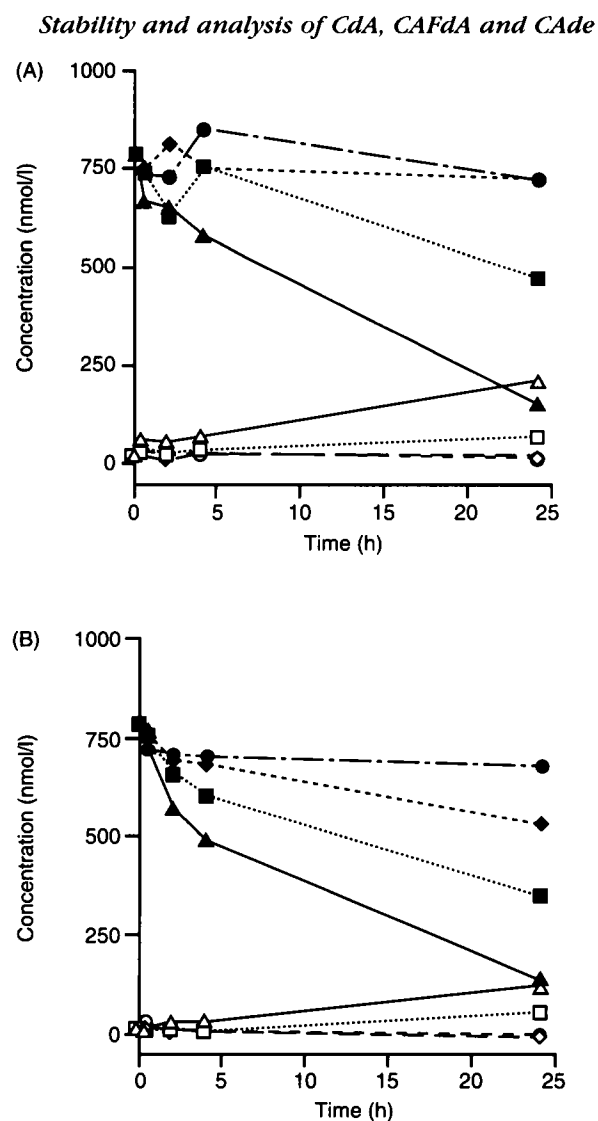 Stability and analysis of CdA, CAFdA and CAde
(A)
1000
750
500
250
0
Concentration (nmol/l)
0 5 10 15 20 25
Time (h)
(B)
1000
750
500
250
0
Concentration (nmol/l)
0 5 10 15 20 25
Time (h)